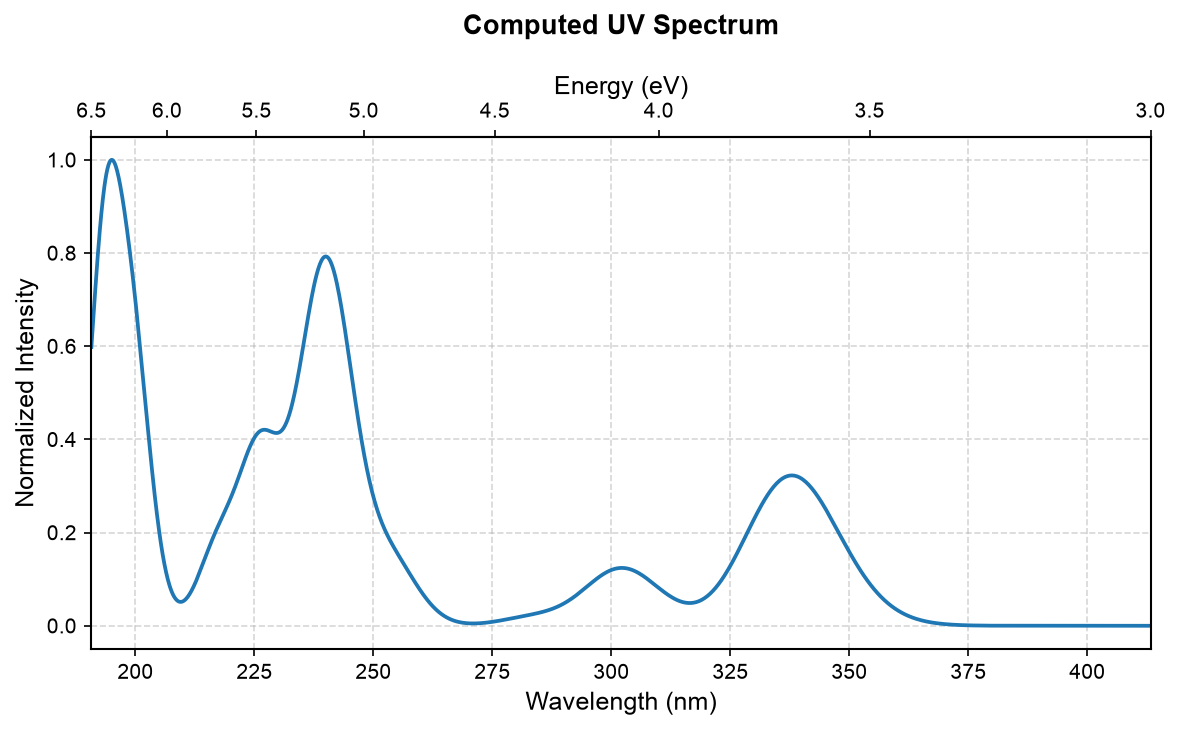 Computed UV Spectrum
Energy (eV)
6.5 6.0 5.5 5.0 4.5 4.0 3.5 3.0
1.0
0.8
0.6
0.4
0.2
0.0
Normalized Intensity
200 225 250 275 300 325 350 375 400
Wavelength (nm)